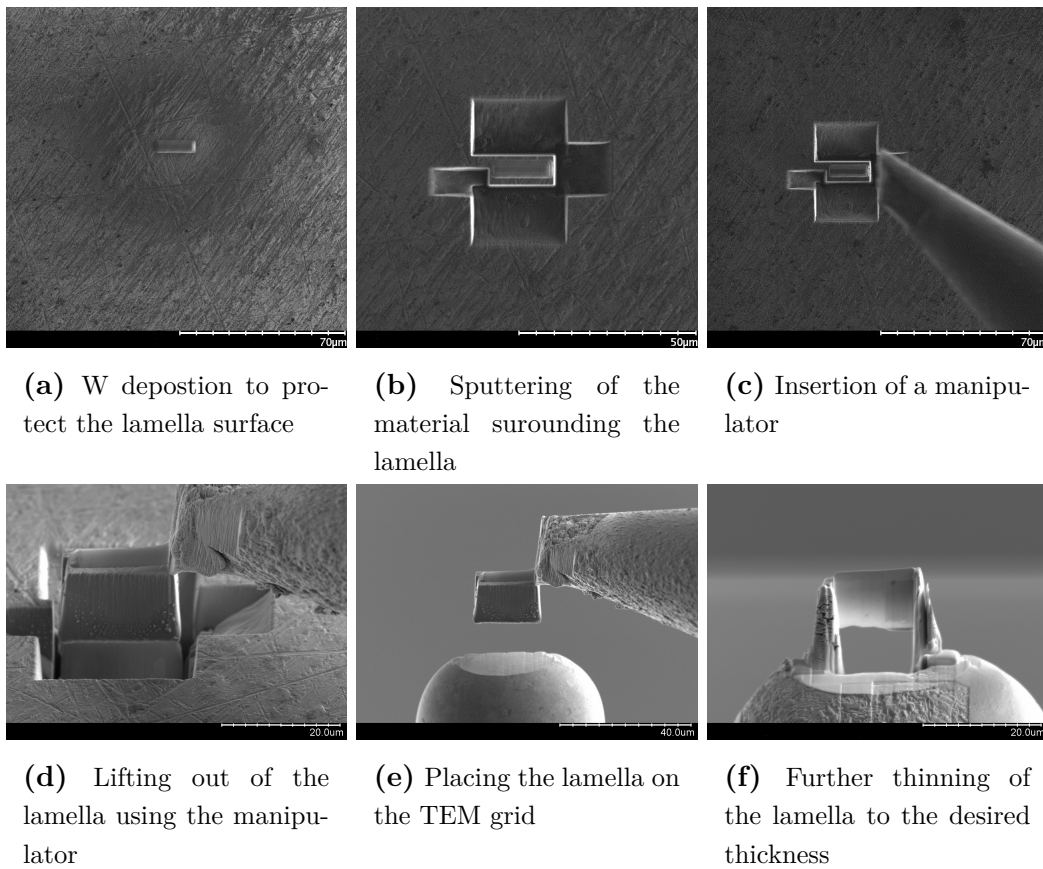 70μm
50μm
70μm
(a) W depostion to pro-
tect the lamella surface
(b) Sputtering of the
material surounding the
lamella
(c) Insertion of a manipu-
lator
20.0um
40.0um
20.0um
(d) Lifting out of the
lamella using the manipu-
lator
(e) Placing the lamella on
the TEM grid
(f) Further thinning of
the lamella to the desired
thickness